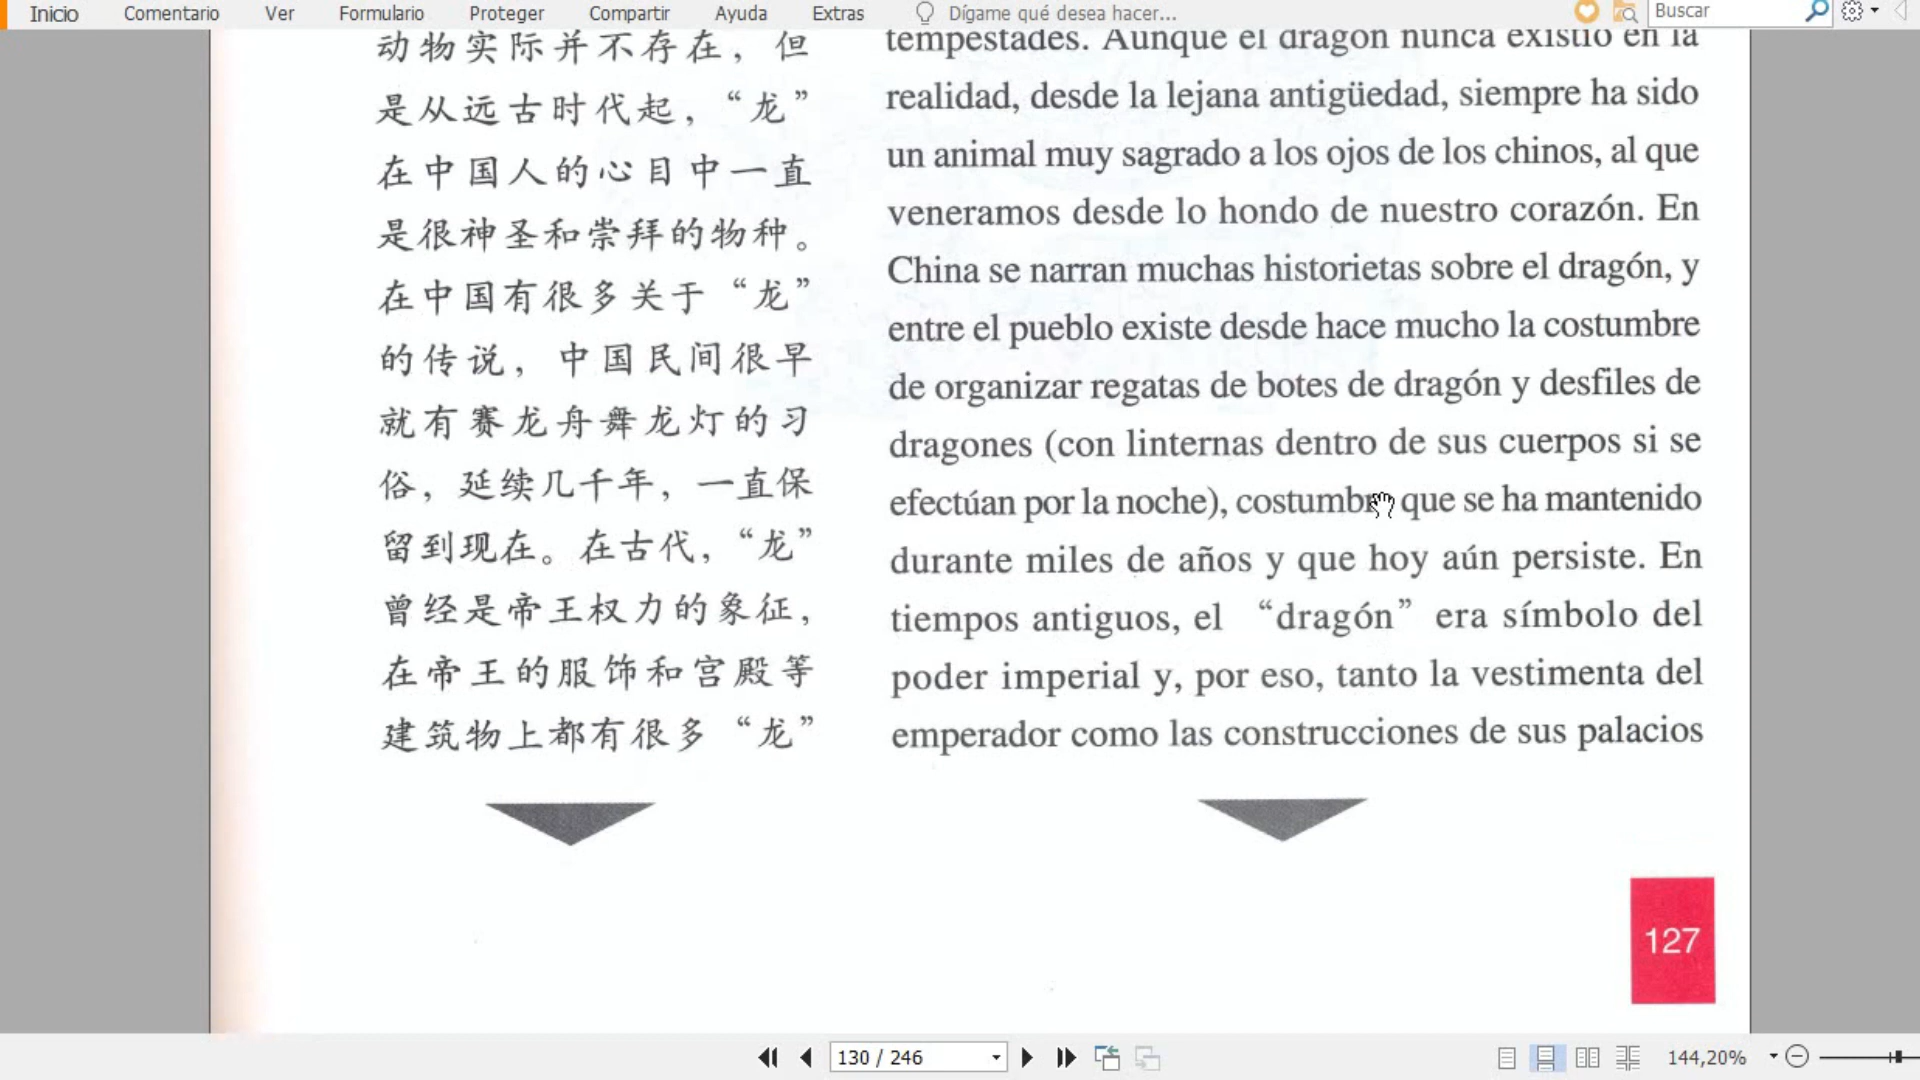 Inicio Comentario Ver Formulario Proteger Compartir Ayuda Extras Dígame qué desea hacer... Buscar
动物实际并不存在，但
是从远古时代起，“龙”
在中国人的心目中一直
是很神圣和崇拜的物种。
在中国有很多关于“龙”
的传说，中国民间很早
就有赛龙舟舞龙灯的习
俗，延续几千年，一直保
留到现在。在古代，“龙”
曾经是帝王权力的象征，
在帝王的服饰和宫殿等
建筑物上都有很多“龙”
tempestades. Aunque el dragón nunca existió en la
realidad, desde la lejana antigüedad, siempre ha sido
un animal muy sagrado a los ojos de los chinos, al que
veneramos desde lo hondo de nuestro corazón. En
China se narran muchas historietas sobre el dragón, y
entre el pueblo existe desde hace mucho la costumbre
de organizar regatas de botes de dragón y desfiles de
dragones (con linternas dentro de sus cuerpos si se
efectúan por la noche), costumbre que se ha mantenido
durante miles de años y que hoy aún persiste. En
tiempos antiguos, el “dragón” era símbolo del
poder imperial y, por eso, tanto la vestimenta del
emperador como las construcciones de sus palacios
127
130 / 246 144,20%